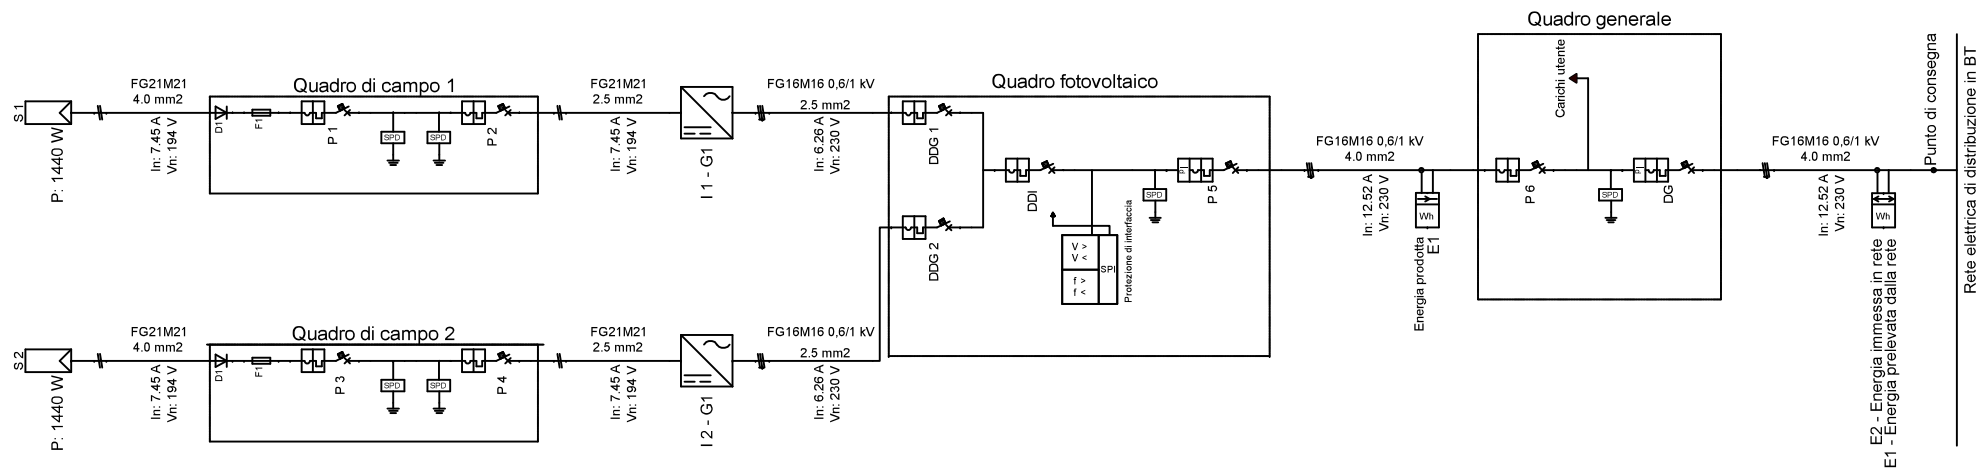 S 1
P: 1440 W
FG21M21
4.0 mm2
In: 7.45 A
Vn: 194 V
Quadro di campo 1
D1
F1
P 1
SPD
SPD
P 2
FG21M21
2.5 mm2
In: 7.45 A
Vn: 194 V
I 1 - G1
FG16M16 0,6/1 kV
2.5 mm2
In: 6.26 A
Vn: 230 V
S 2
P: 1440 W
FG21M21
4.0 mm2
In: 7.45 A
Vn: 194 V
Quadro di campo 2
D1
F1
P 3
SPD
SPD
P 4
FG21M21
2.5 mm2
In: 7.45 A
Vn: 194 V
I 2 - G1
FG16M16 0,6/1 kV
2.5 mm2
In: 6.26 A
Vn: 230 V
Quadro fotovoltaico
DDG 1
DDG 2
DDI
V >
V <
f >
f <
SPI
Protezione di interfaccia
SPD
PI
P 5
FG16M16 0,6/1 kV
4.0 mm2
In: 12.52 A
Vn: 230 V
Wh
Energia prodotta
E1
Quadro generale
Carichi utente
P 6
SPD
PI
DG
FG16M16 0,6/1 kV
4.0 mm2
In: 12.52 A
Vn: 230 V
Wh
E2 - Energia immessa in rete
E1 - Energia prelevata dalla rete
Punto di consegna
Rete elettrica di distribuzione in BT